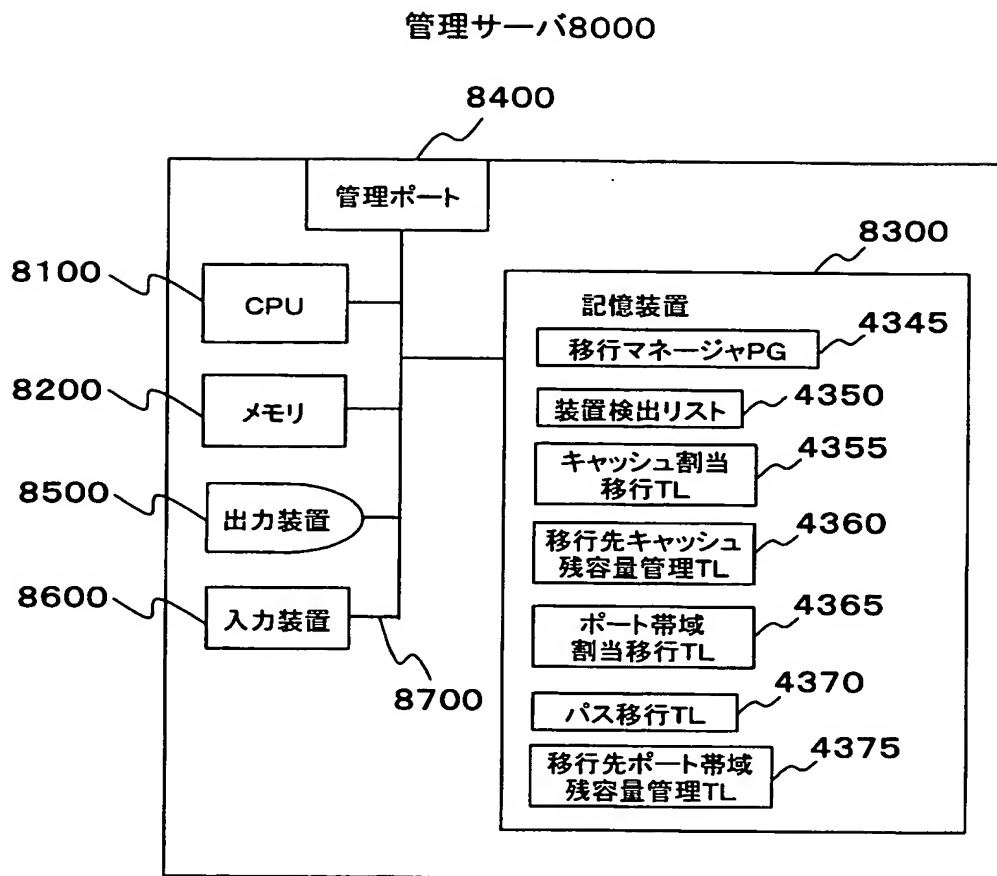 管理サーバ8000
8400
管理ポート
8300
8100
CPU
記憶装置
4345
移行マネージャPG
8200
メモリ
4350
装置検出リスト
4355
キャッシュ割当
移行TL
8500
出力装置
4360
移行先キャッシュ
残容量管理TL
8600
入力装置
4365
ポート帯域
割当移行TL
8700
4370
パス移行TL
4375
移行先ポート帯域
残容量管理TL